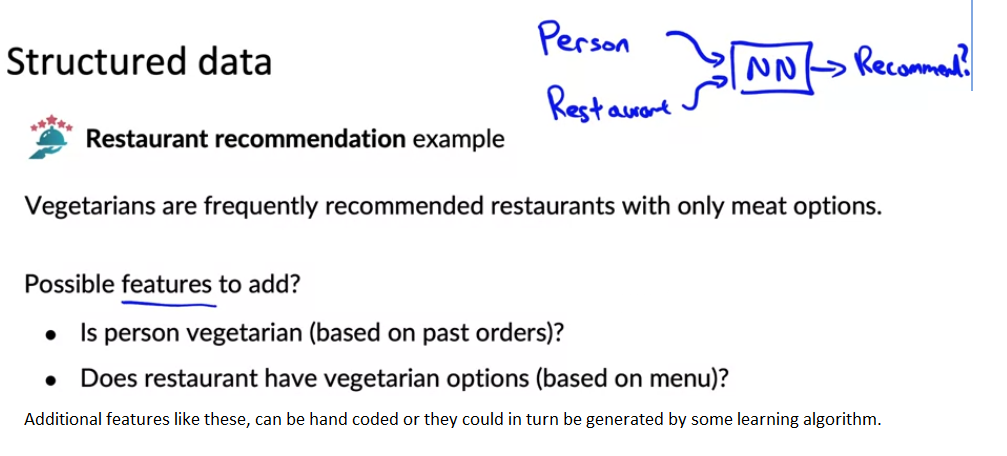 Structured data
Person
Restaurant
NN
Recommend?
Restaurant recommendation example
Vegetarians are frequently recommended restaurants with only meat options.
Possible features to add?
• Is person vegetarian (based on past orders)?
• Does restaurant have vegetarian options (based on menu)?
Additional features like these, can be hand coded or they could in turn be generated by some learning algorithm.